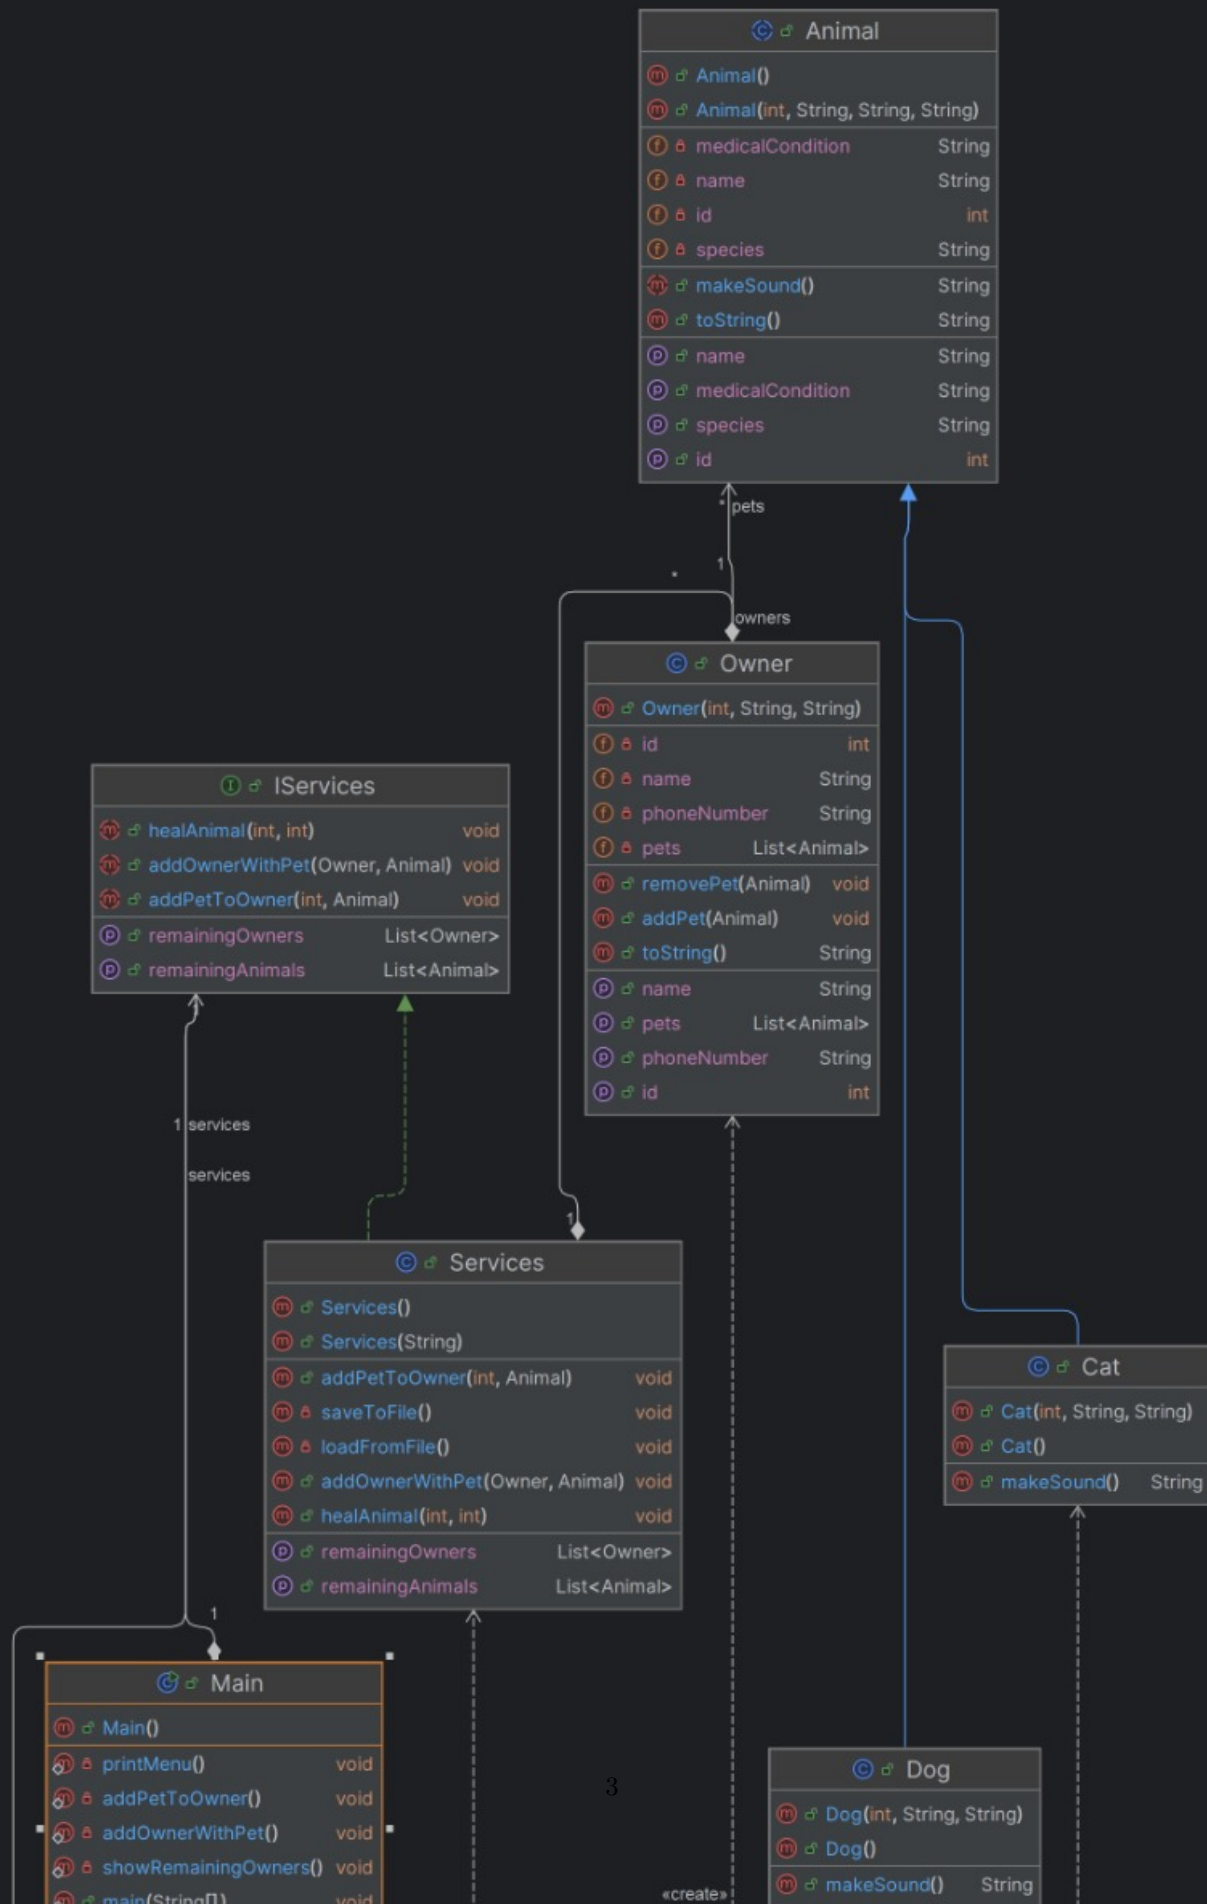 Animal
Animal()
Animal(int, String, String, String)
medicalCondition String
name String
id int
species String
makeSound() String
toString() String
name String
medicalCondition String
species String
id int
* pets
1
*
owners
Owner
Owner(int, String, String)
id int
name String
phoneNumber String
pets List<Animal>
removePet(Animal) void
addPet(Animal) void
toString() String
name String
pets List<Animal>
phoneNumber String
id int
IServices
healAnimal(int, int) void
addOwnerWithPet(Owner, Animal) void
addPetToOwner(int, Animal) void
remainingOwners List<Owner>
remainingAnimals List<Animal>
1 services
services
1
Services
Services()
Services(String)
addPetToOwner(int, Animal) void
saveToFile() void
loadFromFile() void
addOwnerWithPet(Owner, Animal) void
healAnimal(int, int) void
remainingOwners List<Owner>
remainingAnimals List<Animal>
Cat
Cat(int, String, String)
Cat()
makeSound() String
1
Main
Main()
printMenu() void
addPetToOwner() void
addOwnerWithPet() void
showRemainingOwners() void
main(String[]) void
3
Dog
Dog(int, String, String)
Dog()
makeSound() String
«create»